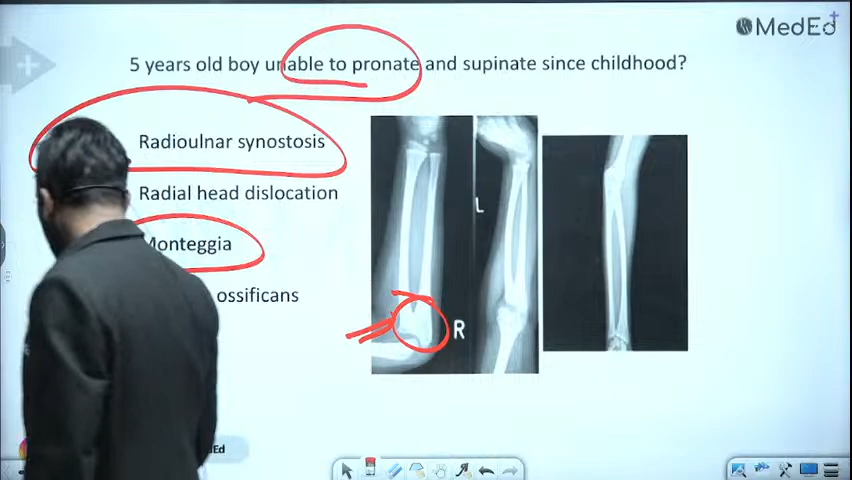 MedEd
5 years old boy unable to pronate and supinate since childhood?
Radioulnar synostosis
Radial head dislocation
Monteggia
ossificans
L
R
Ed